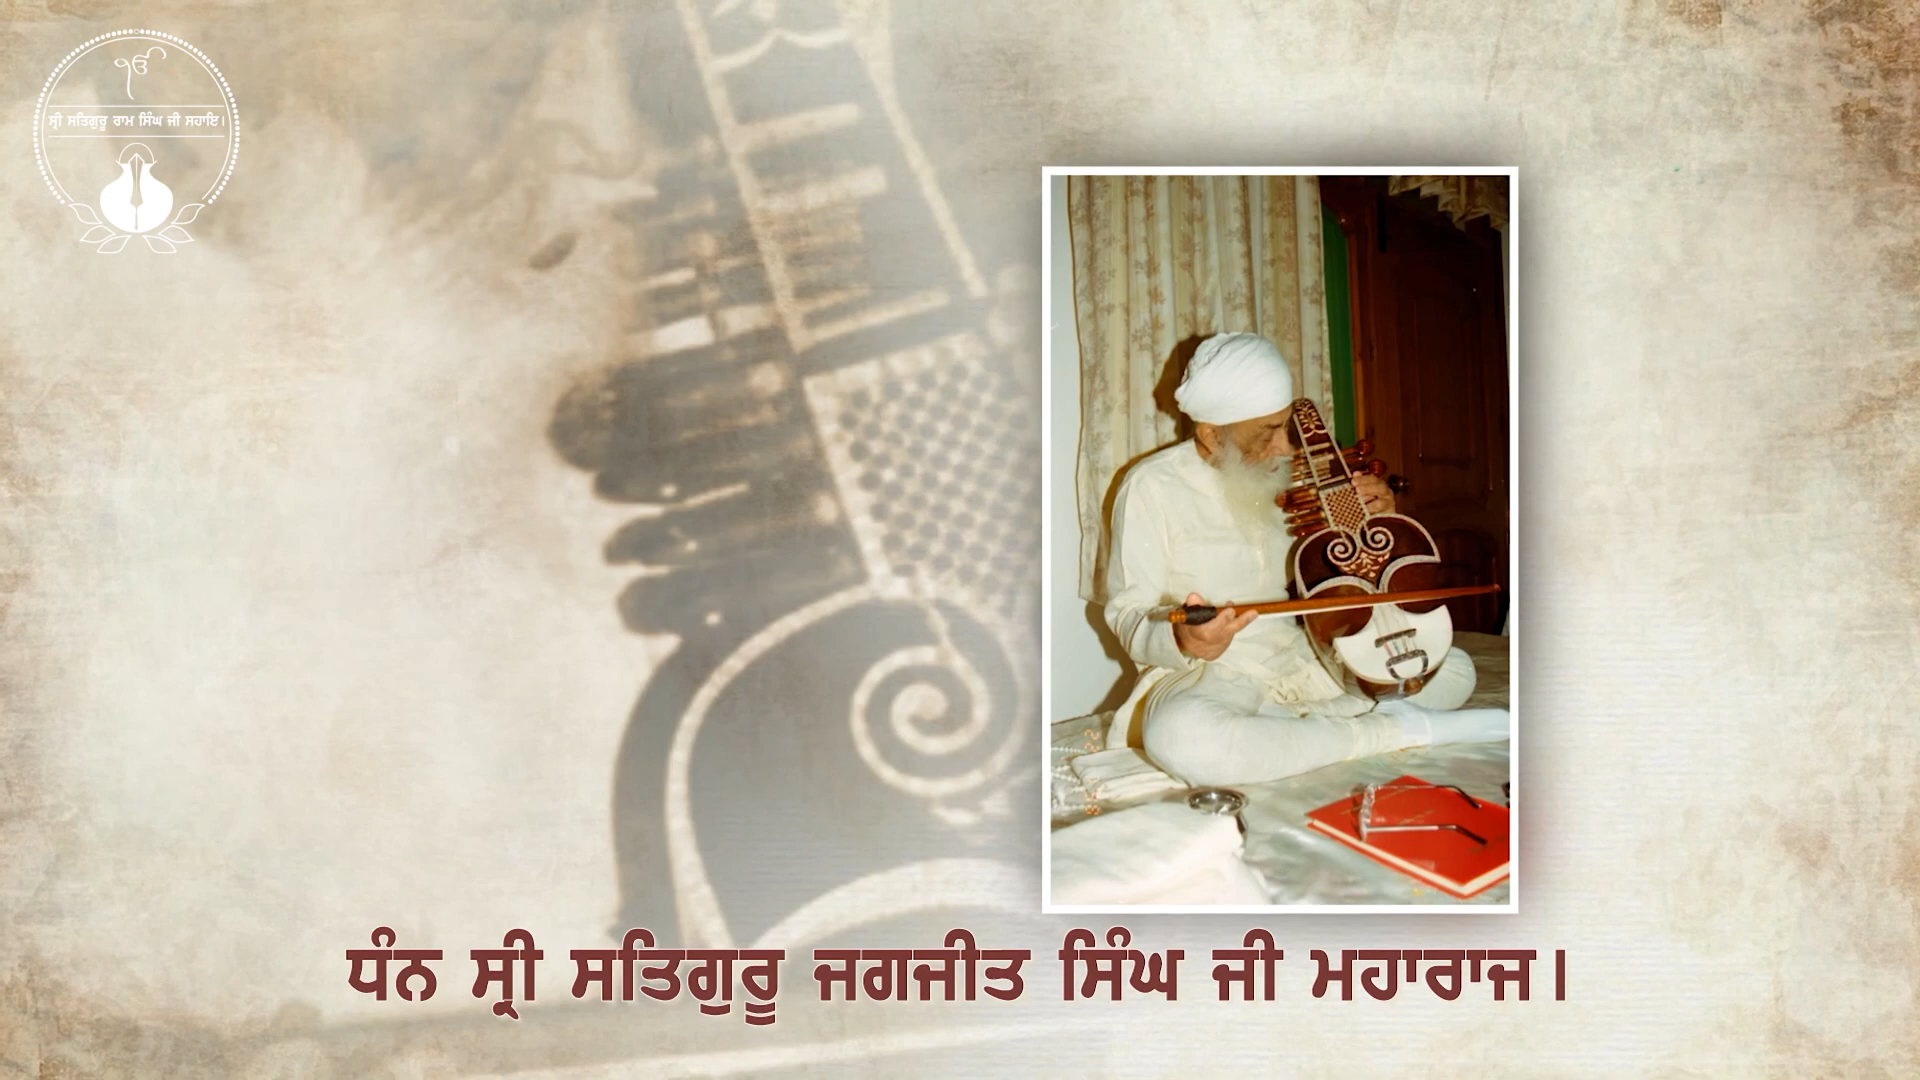 ੴ
ਸ੍ਰੀ ਸਤਿਗੁਰੂ ਰਾਮ ਸਿੰਘ ਜੀ ਸਹਾਇ।
ਧੰਨ ਸ੍ਰੀ ਸਤਿਗੁਰੂ ਜਗਜੀਤ ਸਿੰਘ ਜੀ ਮਹਾਰਾਜ।